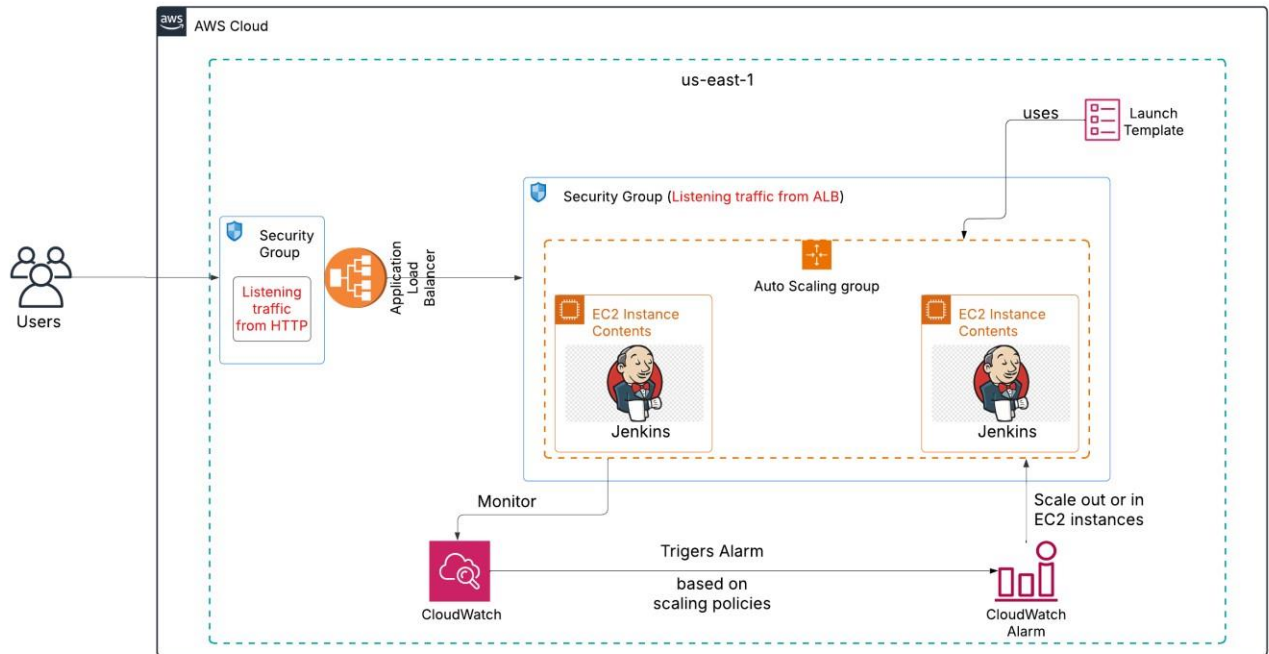 aws
AWS Cloud
us-east-1
uses
Launch
Template
Security Group (Listening traffic from ALB)
Security
Group
Listening
traffic
from HTTP
Application
Load
Balancer
Users
Auto Scaling group
EC2 Instance
Contents
Jenkins
EC2 Instance
Contents
Jenkins
Monitor
Scale out or in
EC2 instances
Trigers Alarm
based on
scaling policies
CloudWatch
CloudWatch
Alarm